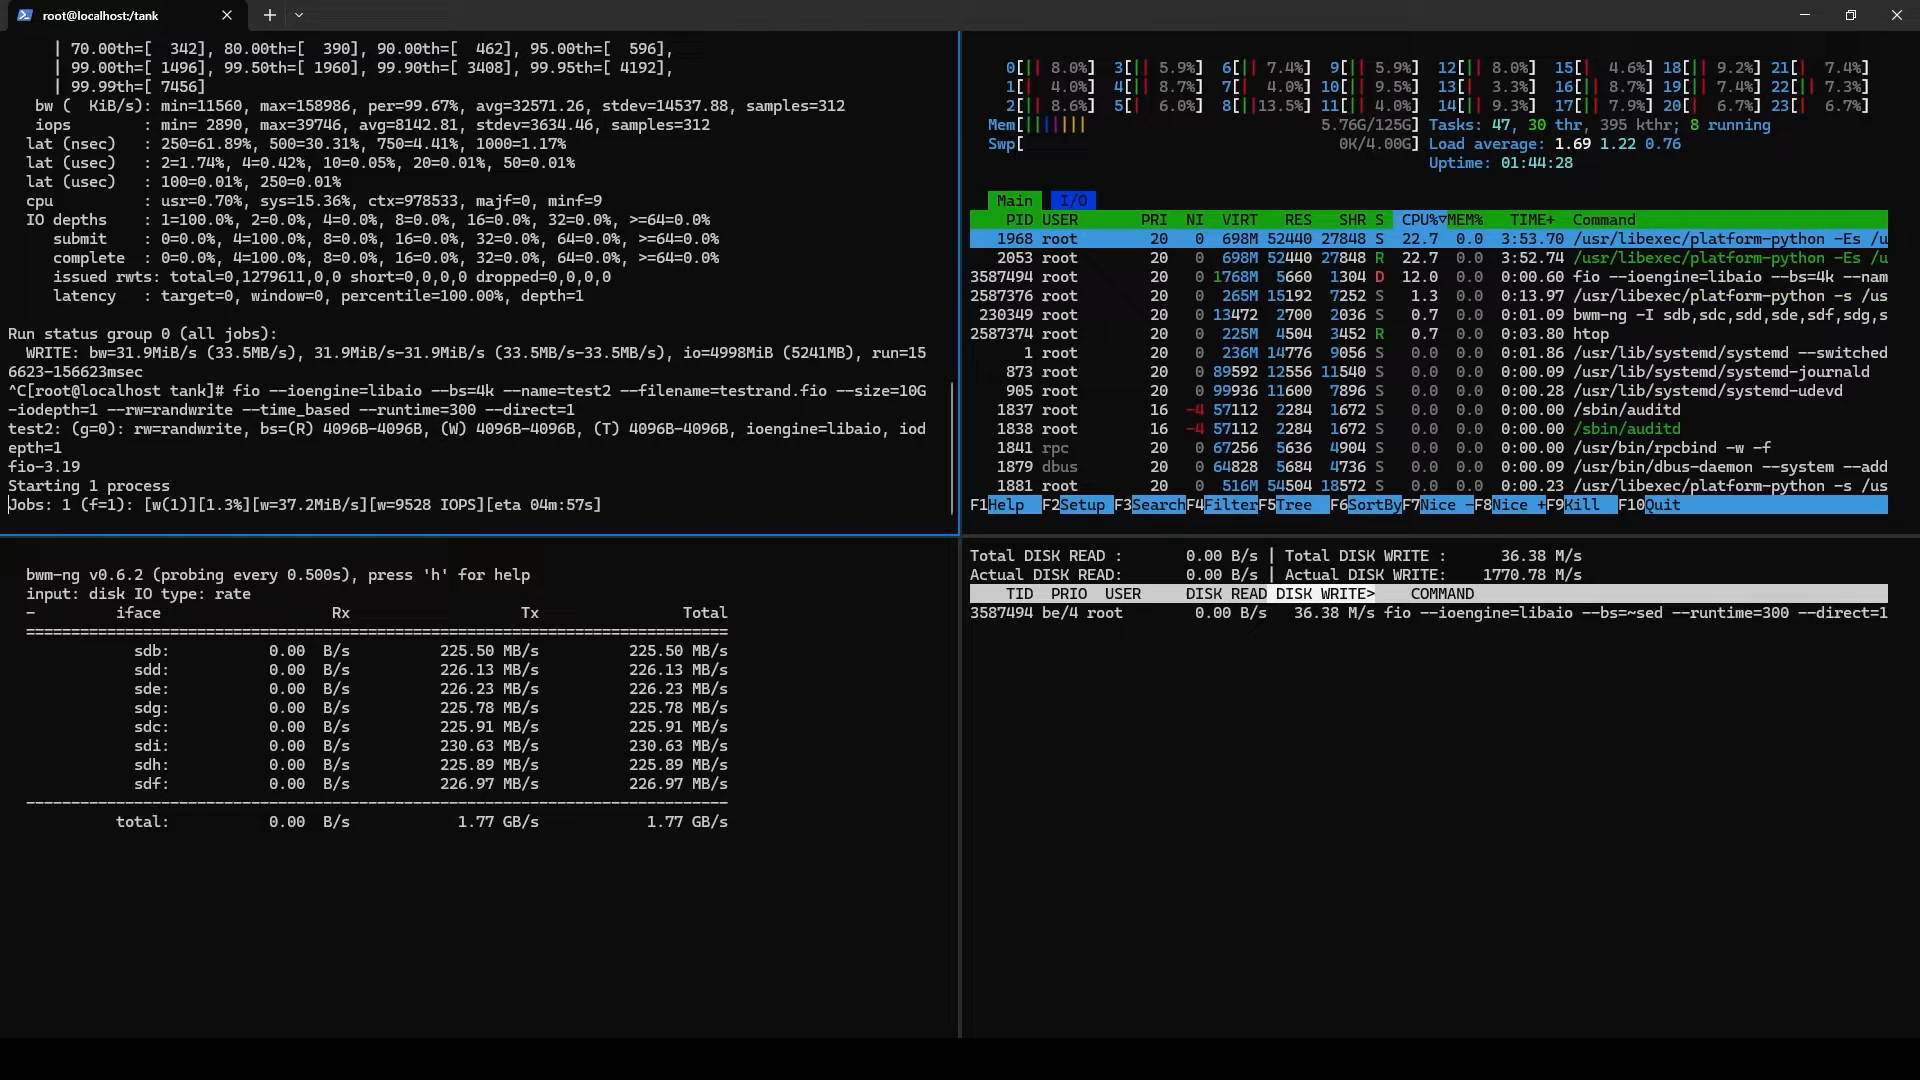 root@localhost:/tank
| 70.00th=[  342], 80.00th=[  390], 90.00th=[  462], 95.00th=[  596],
| 99.00th=[ 1496], 99.50th=[ 1960], 99.90th=[ 3408], 99.95th=[ 4192],
| 99.99th=[ 7456]
bw (  KiB/s): min=11560, max=158986, per=99.67%, avg=32571.26, stdev=14537.88, samples=312
iops        : min= 2890, max=39746, avg=8142.81, stdev=3634.46, samples=312
lat (nsec)   : 250=61.89%, 500=30.31%, 750=4.41%, 1000=1.17%
lat (usec)   : 2=1.74%, 4=0.42%, 10=0.05%, 20=0.01%, 50=0.01%
lat (usec)   : 100=0.01%, 250=0.01%
cpu          : usr=0.70%, sys=15.36%, ctx=978533, majf=0, minf=9
IO depths    : 1=100.0%, 2=0.0%, 4=0.0%, 8=0.0%, 16=0.0%, 32=0.0%, >=64=0.0%
submit    : 0=0.0%, 4=100.0%, 8=0.0%, 16=0.0%, 32=0.0%, 64=0.0%, >=64=0.0%
complete  : 0=0.0%, 4=100.0%, 8=0.0%, 16=0.0%, 32=0.0%, 64=0.0%, >=64=0.0%
issued rwts: total=0,1279611,0,0 short=0,0,0,0 dropped=0,0,0,0
latency   : target=0, window=0, percentile=100.00%, depth=1
Run status group 0 (all jobs):
WRITE: bw=31.9MiB/s (33.5MB/s), 31.9MiB/s-31.9MiB/s (33.5MB/s-33.5MB/s), io=4998MiB (5241MB), run=15
6623-156623msec
^C[root@localhost tank]# fio --ioengine=libaio --bs=4k --name=test2 --filename=testrand.fio --size=10G
-iodepth=1 --rw=randwrite --time_based --runtime=300 --direct=1
test2: (g=0): rw=randwrite, bs=(R) 4096B-4096B, (W) 4096B-4096B, (T) 4096B-4096B, ioengine=libaio, iod
epth=1
fio-3.19
Starting 1 process
Jobs: 1 (f=1): [w(1)][1.3%][w=37.2MiB/s][w=9528 IOPS][eta 04m:57s]
0[|| 8.0%] 3[|| 5.9%] 6[|| 7.4%] 9[|| 5.9%] 12[|| 8.0%] 15[| 4.6%] 18[|| 9.2%] 21[| 7.4%]
1[| 4.0%] 4[|| 8.7%] 7[| 4.0%] 10[|| 9.5%] 13[| 3.3%] 16[|| 8.7%] 19[|| 7.4%] 22[|| 7.3%]
2[|| 8.6%] 5[| 6.0%] 8[||13.5%] 11[|| 4.0%] 14[|| 9.3%] 17[|| 7.9%] 20[| 6.7%] 23[|| 6.7%]
Mem[||||||| 5.76G/125G] Tasks: 47, 30 thr, 395 kthr; 8 running
Swp[ 0K/4.00G] Load average: 1.69 1.22 0.76
Uptime: 01:44:28
Main I/O
PID USER PRI NI VIRT RES SHR S CPU%▽MEM% TIME+ Command
1968 root 20 0 698M 52440 27848 S 22.7 0.0 3:53.70 /usr/libexec/platform-python -Es /u
2053 root 20 0 698M 52440 27848 R 22.7 0.0 3:52.74 /usr/libexec/platform-python -Es /u
3587494 root 20 0 1768M 5660 1304 D 12.0 0.0 0:00.60 fio --ioengine=libaio --bs=4k --nam
2587376 root 20 0 265M 15192 7252 S 1.3 0.0 0:13.97 /usr/libexec/platform-python -s /us
230349 root 20 0 13472 2700 2036 S 0.7 0.0 0:01.09 bwm-ng -I sdb,sdc,sdd,sde,sdf,sdg,s
2587374 root 20 0 225M 4504 3452 R 0.7 0.0 0:03.80 htop
1 root 20 0 236M 14776 9056 S 0.0 0.0 0:01.86 /usr/lib/systemd/systemd --switched
873 root 20 0 89592 12556 11540 S 0.0 0.0 0:00.09 /usr/lib/systemd/systemd-journald
905 root 20 0 99936 11600 7896 S 0.0 0.0 0:00.28 /usr/lib/systemd/systemd-udevd
1837 root 16 -4 57112 2284 1672 S 0.0 0.0 0:00.00 /sbin/auditd
1838 root 16 -4 57112 2284 1672 S 0.0 0.0 0:00.00 /sbin/auditd
1841 rpc 20 0 67256 5636 4904 S 0.0 0.0 0:00.00 /usr/bin/rpcbind -w -f
1879 dbus 20 0 64828 5684 4736 S 0.0 0.0 0:00.09 /usr/bin/dbus-daemon --system --add
1881 root 20 0 516M 54504 18572 S 0.0 0.0 0:00.23 /usr/libexec/platform-python -s /us
F1Help F2Setup F3SearchF4FilterF5Tree F6SortByF7Nice -F8Nice +F9Kill F10Quit
bwm-ng v0.6.2 (probing every 0.500s), press 'h' for help
input: disk IO type: rate
- iface Rx Tx Total
==============================================================================
sdb: 0.00 B/s 225.50 MB/s 225.50 MB/s
sdd: 0.00 B/s 226.13 MB/s 226.13 MB/s
sde: 0.00 B/s 226.23 MB/s 226.23 MB/s
sdg: 0.00 B/s 225.78 MB/s 225.78 MB/s
sdc: 0.00 B/s 225.91 MB/s 225.91 MB/s
sdi: 0.00 B/s 230.63 MB/s 230.63 MB/s
sdh: 0.00 B/s 225.89 MB/s 225.89 MB/s
sdf: 0.00 B/s 226.97 MB/s 226.97 MB/s
------------------------------------------------------------------------------
total: 0.00 B/s 1.77 GB/s 1.77 GB/s
Total DISK READ : 0.00 B/s | Total DISK WRITE : 36.38 M/s
Actual DISK READ: 0.00 B/s | Actual DISK WRITE: 1770.78 M/s
TID PRIO USER DISK READ DISK WRITE> COMMAND
3587494 be/4 root 0.00 B/s 36.38 M/s fio --ioengine=libaio --bs=~sed --runtime=300 --direct=1